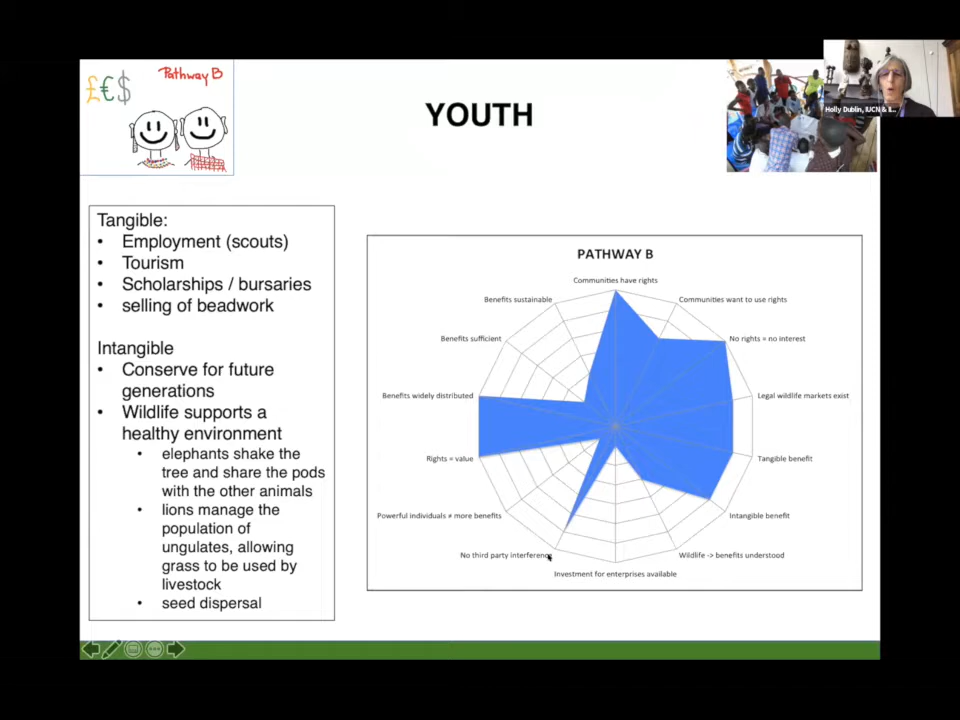 £€$
Pathway B
YOUTH
Holly Dublin, IUCN & II...
Tangible:
• Employment (scouts)
• Tourism
• Scholarships / bursaries
• selling of beadwork
Intangible
• Conserve for future
generations
• Wildlife supports a
healthy environment
• elephants shake the
tree and share the pods
with the other animals
• lions manage the
population of
ungulates, allowing
grass to be used by
livestock
• seed dispersal
PATHWAY B
Communities have rights
Communities want to use rights
No rights = no interest
Legal wildlife markets exist
Tangible benefit
Intangible benefit
Wildlife -> benefits understood
Investment for enterprises available
No third party interference
Powerful individuals ≠ more benefits
Rights = value
Benefits widely distributed
Benefits sufficient
Benefits sustainable